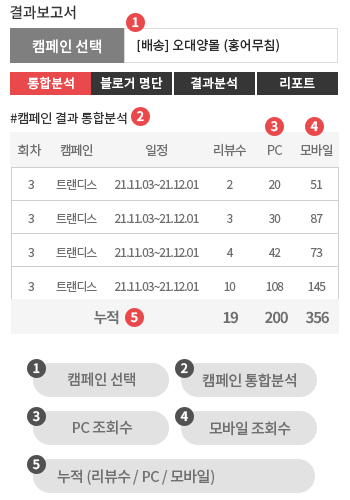 결과보고서
1
캠페인 선택 [배송] 오대양몰 (홍어무침)
통합분석 블로거 명단 결과분석 리포트
#캠페인 결과 통합분석 2
3 4
회차 캠페인 일정 리뷰수 PC 모바일
3 트랜디스 21.11.03~21.12.01 2 20 51
3 트랜디스 21.11.03~21.12.01 3 30 87
3 트랜디스 21.11.03~21.12.01 4 42 73
3 트랜디스 21.11.03~21.12.01 10 108 145
누적 5 19 200 356
1 캠페인 선택 2 캠페인 통합분석
3 PC 조회수 4 모바일 조회수
5 누적 (리뷰수 / PC / 모바일)